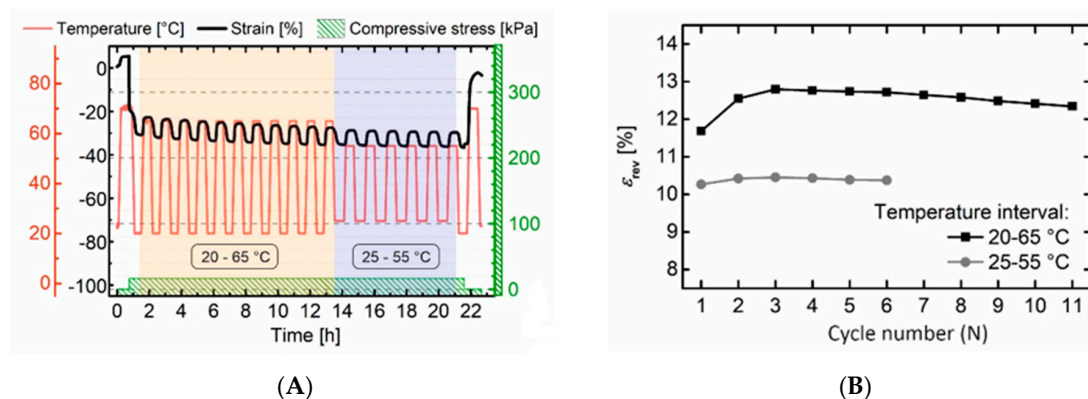 Temperature [°C] Strain [%] Compressive stress [kPa]
80
60
40
20
0
0
-20
-40
-60
-80
-100
300
200
100
0
20 - 65 °C
25 - 55 °C
0 2 4 6 8 10 12 14 16 18 20 22
Time [h]
(A)
14
13
12
11
10
9
8
εrev [%]
Temperature interval:
20-65 °C
25-55 °C
1 2 3 4 5 6 7 8 9 10 11
Cycle number (N)
(B)